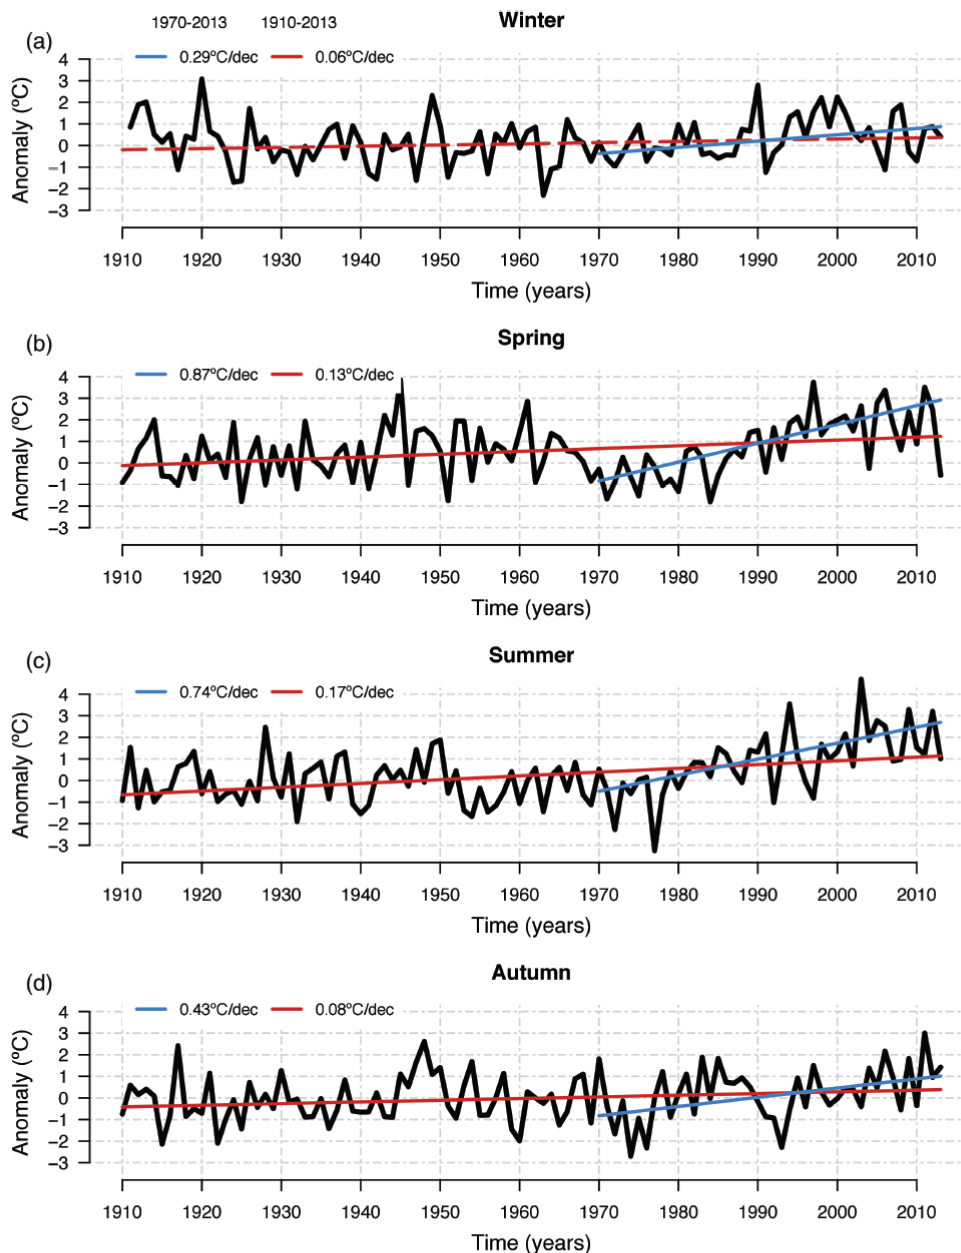 Winter
1970-2013 1910-2013
(a)
0.29ºC/dec 0.06ºC/dec
Anomaly (ºC)
4
3
2
1
0
−1
−2
−3
1910 1920 1930 1940 1950 1960 1970 1980 1990 2000 2010
Time (years)
Spring
(b)
0.87ºC/dec 0.13ºC/dec
Anomaly (ºC)
4
3
2
1
0
−1
−2
−3
1910 1920 1930 1940 1950 1960 1970 1980 1990 2000 2010
Time (years)
Summer
(c)
0.74ºC/dec 0.17ºC/dec
Anomaly (ºC)
4
3
2
1
0
−1
−2
−3
1910 1920 1930 1940 1950 1960 1970 1980 1990 2000 2010
Time (years)
Autumn
(d)
0.43ºC/dec 0.08ºC/dec
Anomaly (ºC)
4
3
2
1
0
−1
−2
−3
1910 1920 1930 1940 1950 1960 1970 1980 1990 2000 2010
Time (years)